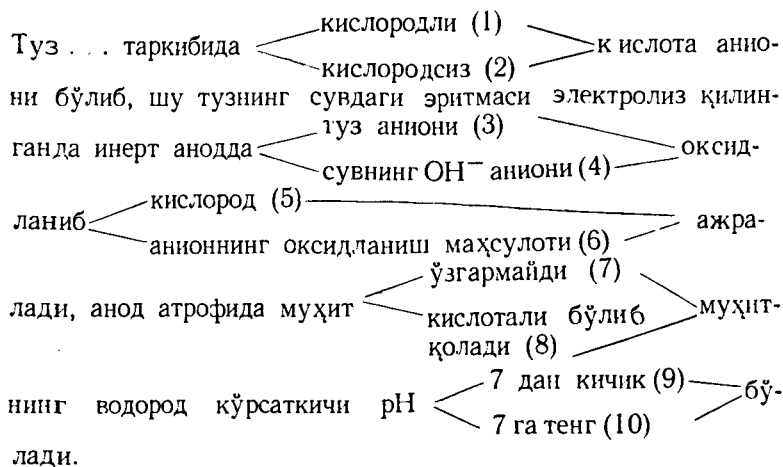 кислородли (1)
Туз . . . таркибида к ислота анио-
кислородсиз (2)
ни бўлиб, шу тузнинг сувдаги эритмаси электролиз қилин-
туз аниони (3)
ганда инерт анодда оксид-
сувнинг OH⁻ аниони (4)
кислород (5)
ланиб ажра-
анионнинг оксидланиш маҳсулоти (6)
ўзгармайди (7)
лади, анод атрофида муҳит муҳит-
кислотали бўлиб
қолади (8)
7 дан кичик (9)
нинг водород кўрсаткичи pH бў-
7 га тенг (10)
лади.